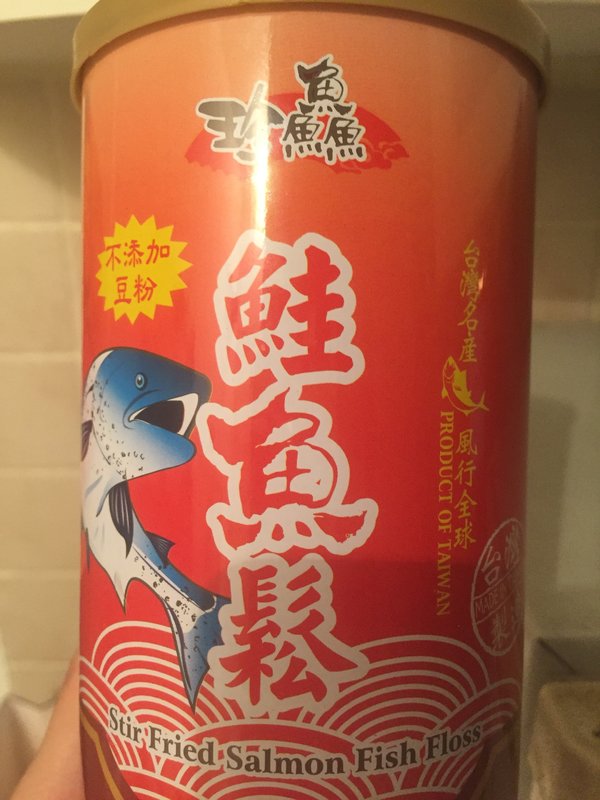 珍鱻
不添加
豆粉
鮭魚鬆
台灣名產
風行全球
PRODUCT OF TAIWAN
台灣
MADE
製
Stir Fried Salmon Fish Floss